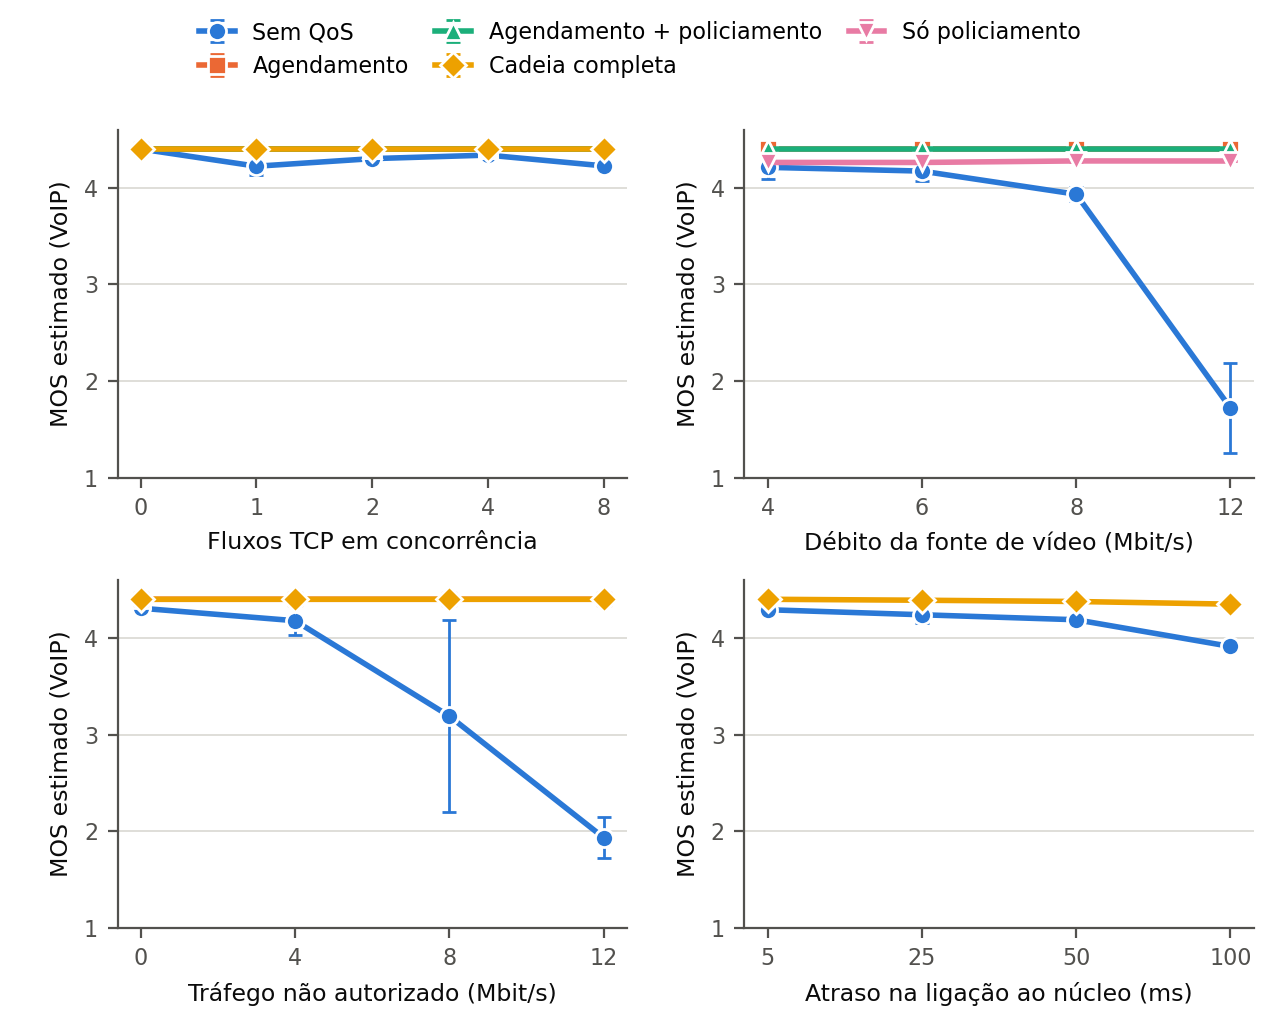 Sem QoS
Agendamento
Agendamento + policiamento
Cadeia completa
Só policiamento
MOS estimado (VoIP)
4
3
2
1
0 1 2 4 8
Fluxos TCP em concorrência
MOS estimado (VoIP)
4
3
2
1
4 6 8 12
Débito da fonte de vídeo (Mbit/s)
MOS estimado (VoIP)
4
3
2
1
0 4 8 12
Tráfego não autorizado (Mbit/s)
MOS estimado (VoIP)
4
3
2
1
5 25 50 100
Atraso na ligação ao núcleo (ms)